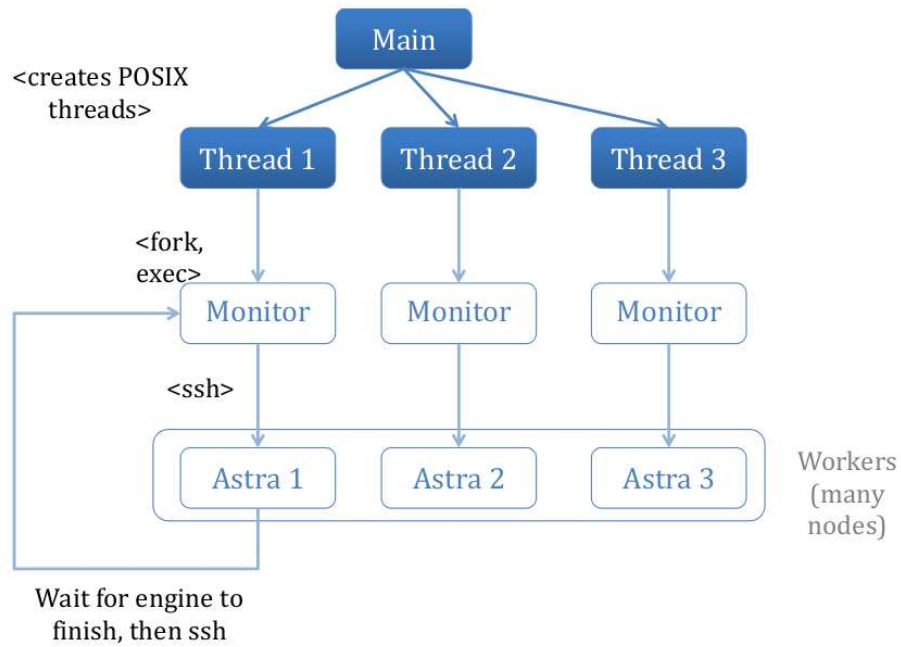 Main
<creates POSIX
threads>
Thread 1
Thread 2
Thread 3
<fork,
exec>
Monitor
Monitor
Monitor
<ssh>
Astra 1
Astra 2
Astra 3
Workers
(many
nodes)
Wait for engine to
finish, then ssh